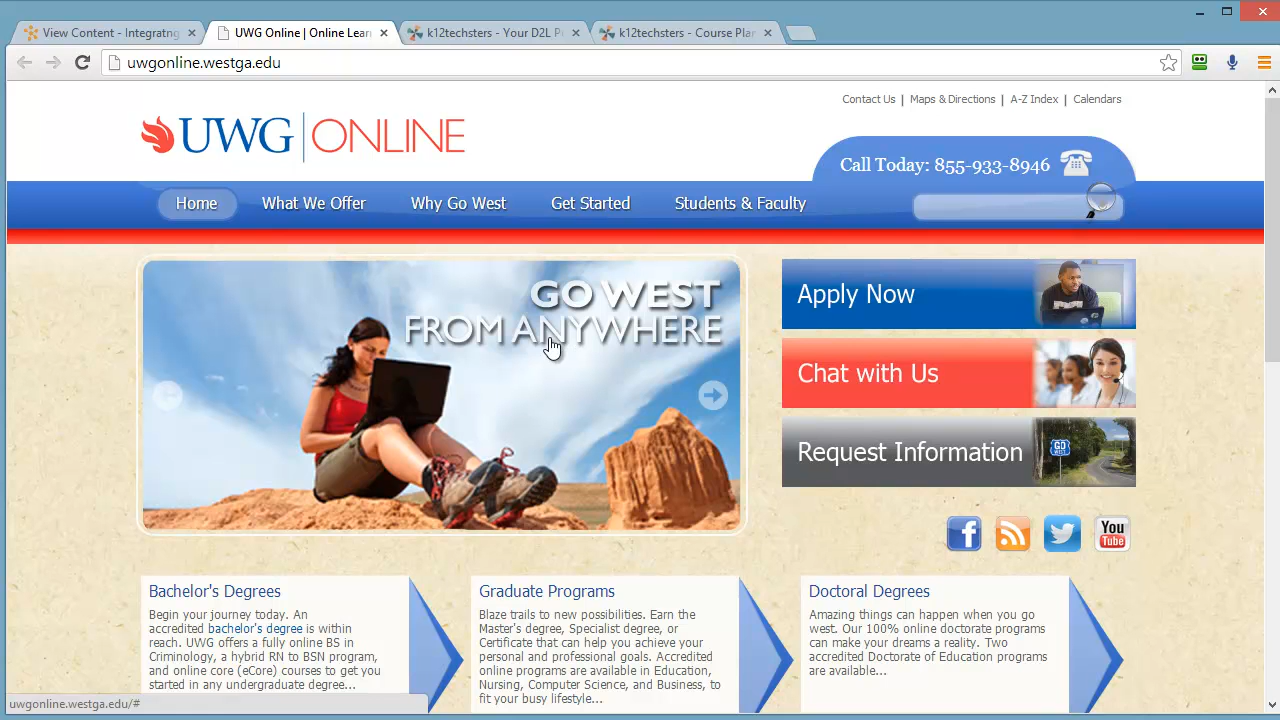 View Content - Integratng
UWG Online | Online Lear
k12techsters - Your D2L P
k12techsters - Course Plan
uwgonline.westga.edu
Contact Us | Maps & Directions | A-Z Index | Calendars
UWG ONLINE
Call Today: 855-933-8946
Home
What We Offer
Why Go West
Get Started
Students & Faculty
GO WEST
FROM ANYWHERE
Apply Now
Chat with Us
Request Information
GO
WEST
You
Tube
Bachelor's Degrees
Begin your journey today. An
accredited bachelor's degree is within
reach. UWG offers a fully online BS in
Criminology, a hybrid RN to BSN program,
and online core (eCore) courses to get you
started in any undergraduate degree...
Graduate Programs
Blaze trails to new possibilities. Earn the
Master's degree, Specialist degree, or
Certificate that can help you achieve your
personal and professional goals. Accredited
online programs are available in Education,
Nursing, Computer Science, and Business, to
fit your busy lifestyle...
Doctoral Degrees
Amazing things can happen when you go
west. Our 100% online doctorate programs
can make your dreams a reality. Two
accredited Doctorate of Education programs
are available...
uwgonline.westga.edu/#